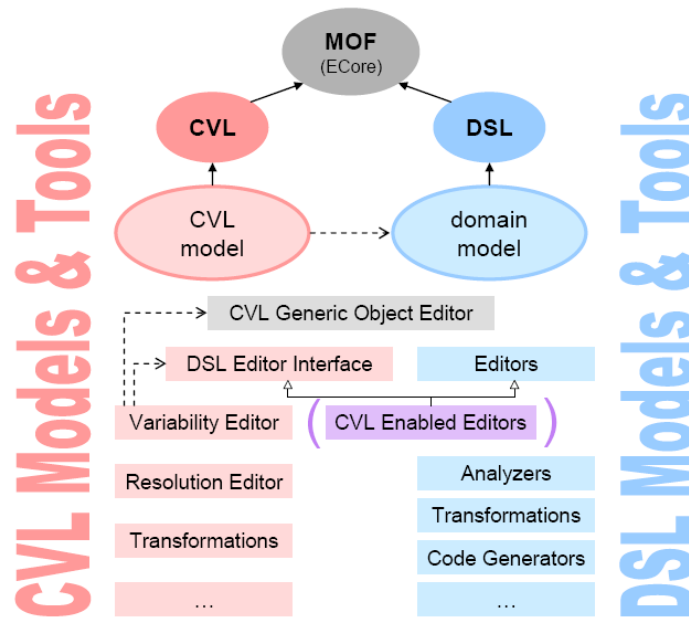 MOF
(ECore)
CVL
DSL
CVL
model
domain
model
CVL Models & Tools
DSL Models & Tools
CVL Generic Object Editor
DSL Editor Interface
Editors
Variability Editor
( CVL Enabled Editors )
Resolution Editor
Analyzers
Transformations
Transformations
Code Generators
...
...